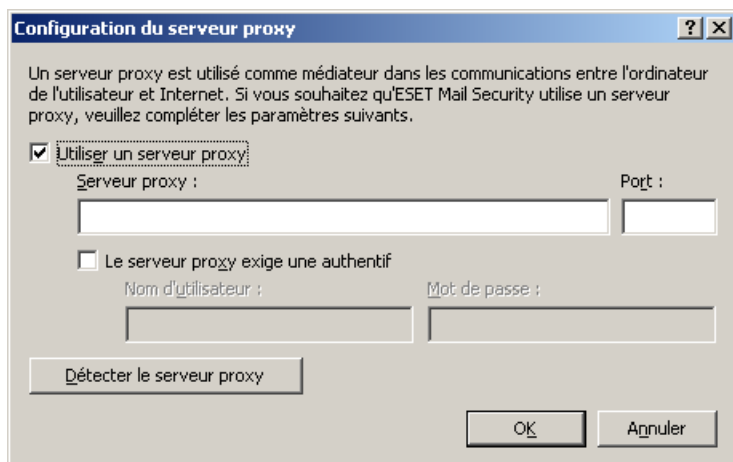 Configuration du serveur proxy
Un serveur proxy est utilisé comme médiateur dans les communications entre l'ordinateur
de l'utilisateur et Internet. Si vous souhaitez qu'ESET Mail Security utilise un serveur
proxy, veuillez compléter les paramètres suivants.
Utiliser un serveur proxy
Serveur proxy : Port :
Le serveur proxy exige une authentif
Nom d'utilisateur : Mot de passe :
Détecter le serveur proxy
OK Annuler